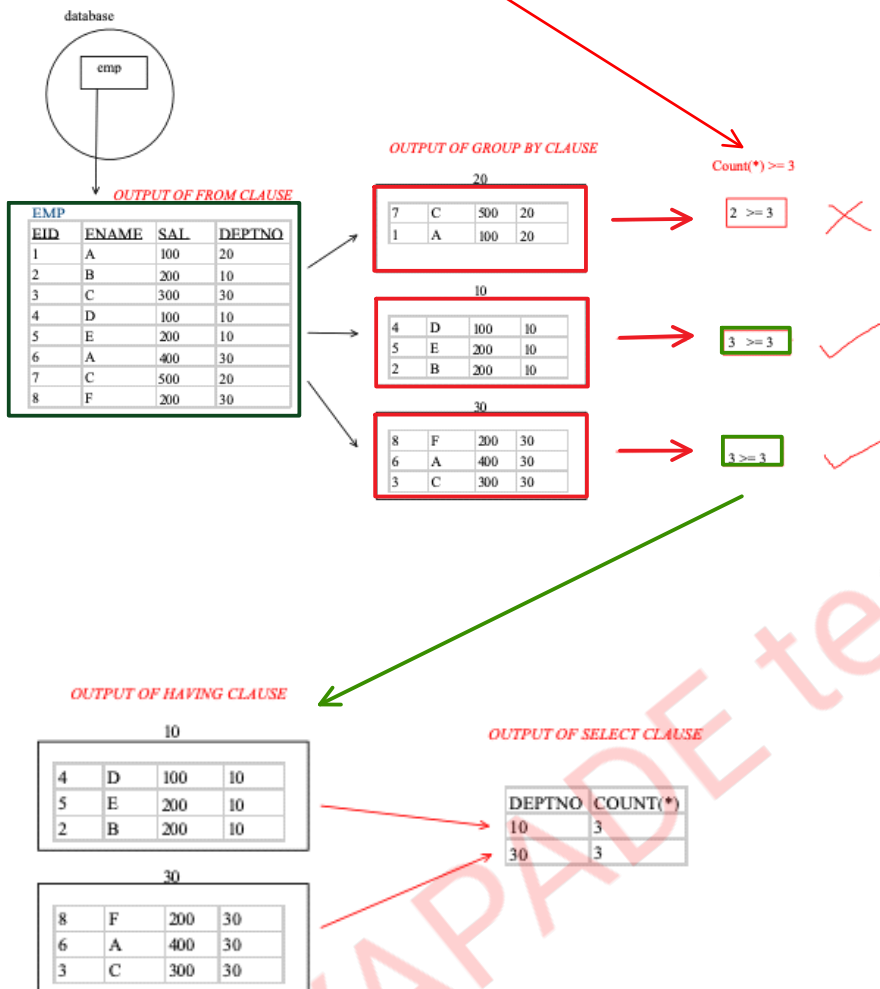 database
emp
OUTPUT OF GROUP BY CLAUSE
Count(*) >= 3
20
OUTPUT OF FROM CLAUSE
EMP
EID ENAME SAL DEPTNO
1 A 100 20
2 B 200 10
3 C 300 30
4 D 100 10
5 E 200 10
6 A 400 30
7 C 500 20
8 F 200 30
7 C 500 20
1 A 100 20
2 >= 3
10
4 D 100 10
5 E 200 10
2 B 200 10
3 >= 3
30
8 F 200 30
6 A 400 30
3 C 300 30
3 >= 3
OUTPUT OF HAVING CLAUSE
10
4 D 100 10
5 E 200 10
2 B 200 10
30
8 F 200 30
6 A 400 30
3 C 300 30
OUTPUT OF SELECT CLAUSE
DEPTNO COUNT(*)
10 3
30 3